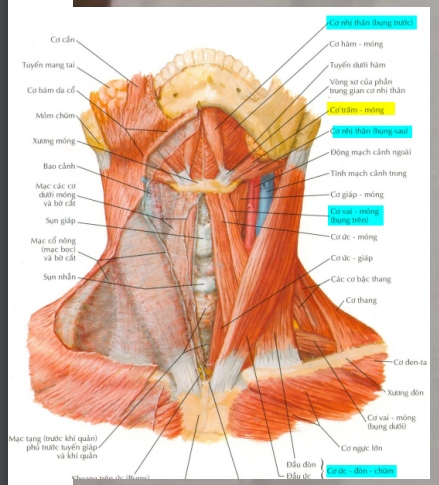 Cơ cắn
Tuyến mang tai
Cơ bám da cổ
Mỏm chũm
Xương móng
Bao cảnh
Mạc các cơ
dưới móng
và bờ cắt
Sụn giáp
Mạc cổ nông
(mạc bọc)
và bờ cắt
Sụn nhẫn
Mạc tạng (trước khí quản)
phủ trước tuyến giáp
và khí quản
Cơ nhị thân (bụng trước)
Cơ hàm - móng
Tuyến dưới hàm
Vòng xơ của phần
trung gian cơ nhị thân
Cơ trâm - móng
Cơ nhị thân (bụng sau)
Động mạch cảnh ngoài
Tĩnh mạch cảnh trong
Cơ giáp - móng
Cơ vai - móng
(bụng trên)
Cơ ức - móng
Cơ ức - giáp
Các cơ bậc thang
Cơ thang
Cơ đen-ta
Xương đòn
Cơ vai - móng
(bụng dưới)
Cơ ngực lớn
Đầu đòn
Đầu ức
Cơ ức - đòn - chũm